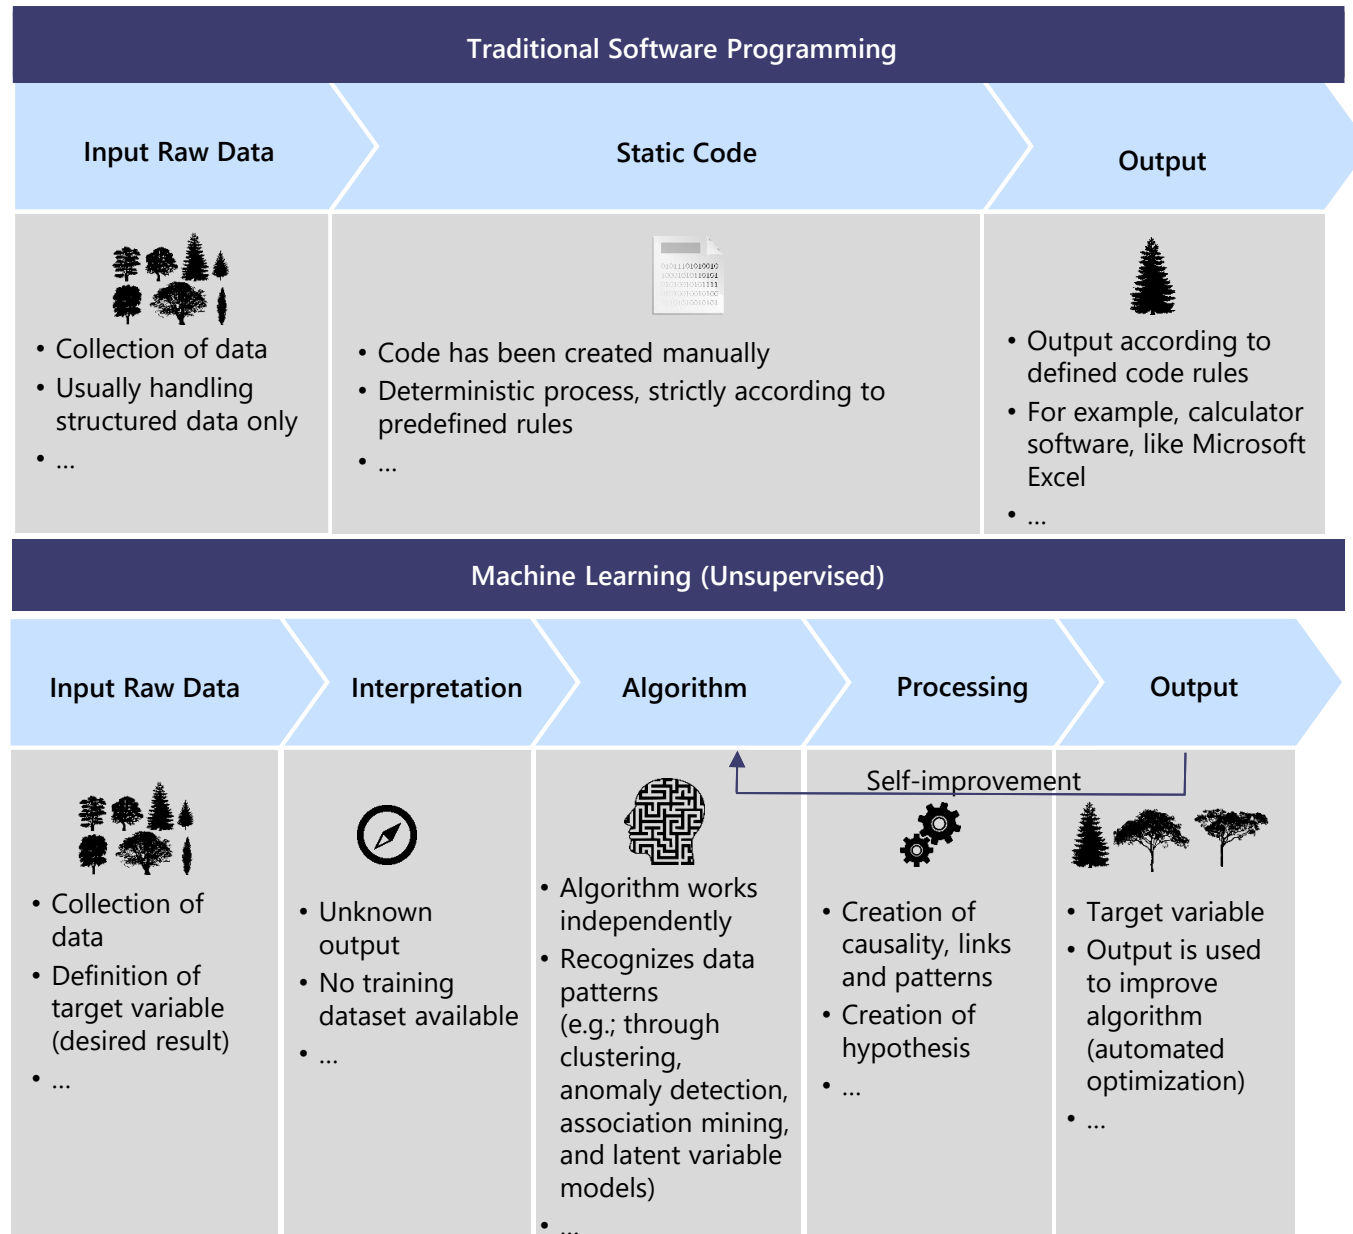 Traditional Software Programming
Input Raw Data
Static Code
Output
• Collection of data
• Usually handling
structured data only
• ...
• Code has been created manually
• Deterministic process, strictly according to
predefined rules
• ...
• Output according to
defined code rules
• For example, calculator
software, like Microsoft
Excel
• ...
Machine Learning (Unsupervised)
Input Raw Data
Interpretation
Algorithm
Processing
Output
Self-improvement
• Collection of
data
• Definition of
target variable
(desired result)
• ...
• Unknown
output
• No training
dataset available
• ...
• Algorithm works
independently
• Recognizes data
patterns
(e.g.; through
clustering,
anomaly detection,
association mining,
and latent variable
models)
• ...
• Creation of
causality, links
and patterns
• Creation of
hypothesis
• ...
• Target variable
• Output is used
to improve
algorithm
(automated
optimization)
• ...